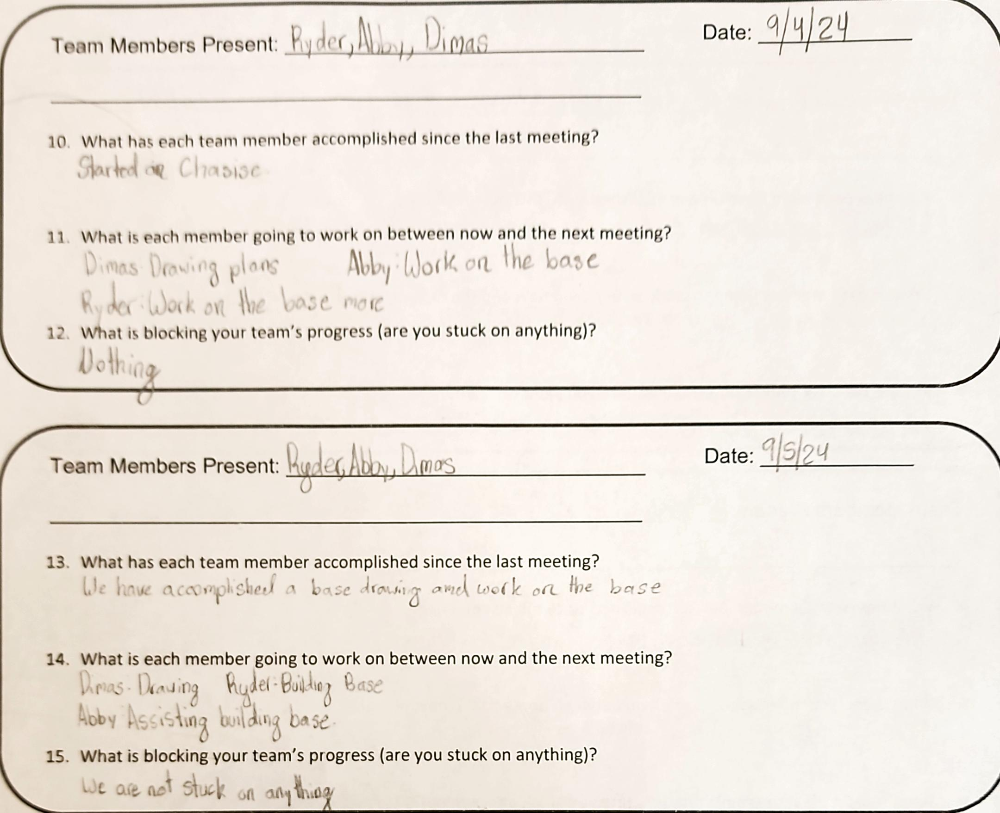 Team Members Present: Ryder, Abby, Dimas Date: 9/4/24
10. What has each team member accomplished since the last meeting?
Started on Chasisc
11. What is each member going to work on between now and the next meeting?
Dimas: Drawing plans Abby: Work on the base
Ryder: Work on the base more
12. What is blocking your team's progress (are you stuck on anything)?
Nothing
Team Members Present: Ryder, Abby, Dimas Date: 9/5/24
13. What has each team member accomplished since the last meeting?
We have accomplished a base drawing and work on the base
14. What is each member going to work on between now and the next meeting?
Dimas: Drawing Ryder: Building Base
Abby: Assisting building base.
15. What is blocking your team's progress (are you stuck on anything)?
We are not stuck on anything